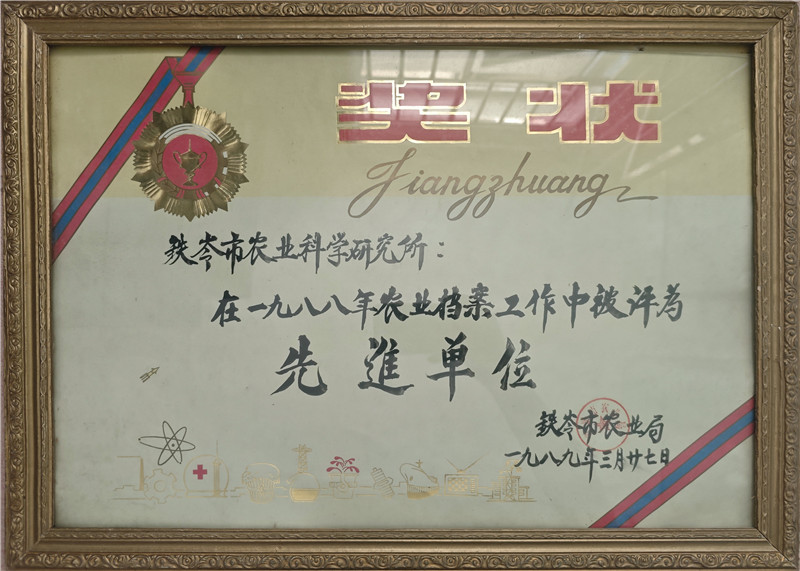 奖状
Jiangzhuang
铁岺市农业科学研究所：
在一九八八年农业档案工作中被评为
先進单位
铁岺市农业局
一九八九年三月廿七日